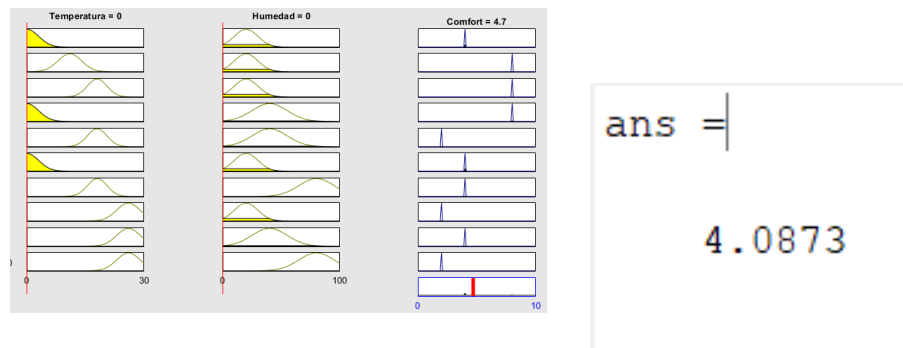 Temperatura = 0
Humedad = 0
Comfort = 4.7
0
30
0
100
0
10
ans =
4.0873